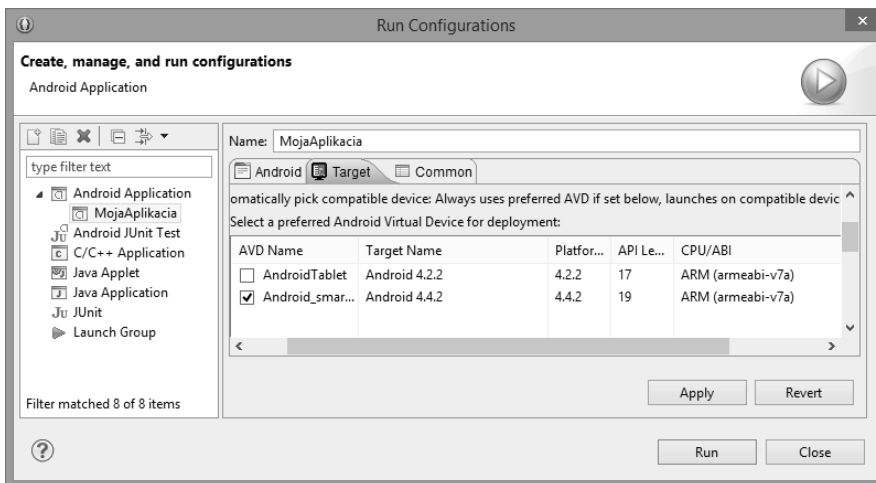 Run Configurations
Create, manage, and run configurations
Android Application
type filter text
Android Application
MojaAplikacia
Android JUnit Test
C/C++ Application
Java Applet
Java Application
JUnit
Launch Group
Filter matched 8 of 8 items
Name: MojaAplikacia
Android Target Common
omatically pick compatible device: Always uses preferred AVD if set below, launches on compatible devic
Select a preferred Android Virtual Device for deployment:
AVD Name Target Name Platfor... API Le... CPU/ABI
AndroidTablet Android 4.2.2 4.2.2 17 ARM (armeabi-v7a)
Android_smar... Android 4.4.2 4.4.2 19 ARM (armeabi-v7a)
Apply Revert
Run Close